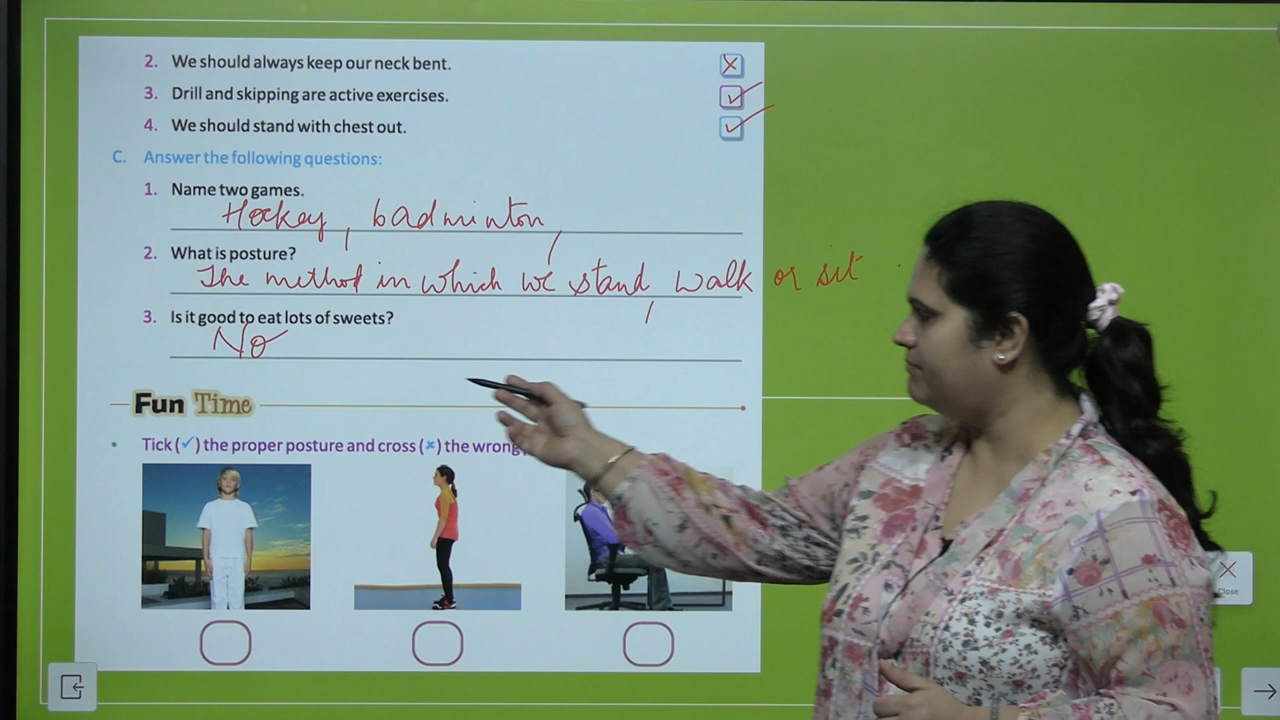 2. We should always keep our neck bent.
3. Drill and skipping are active exercises.
4. We should stand with chest out.
C. Answer the following questions:
1. Name two games.
Hockey, badminton,
2. What is posture?
The method in which we stand, walk or sit
3. Is it good to eat lots of sweets?
No
Fun Time
• Tick (✓) the proper posture and cross (×) the wrong
Close